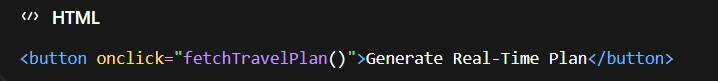 </> HTML
<button onclick="fetchTravelPlan()">Generate Real-Time Plan</button>